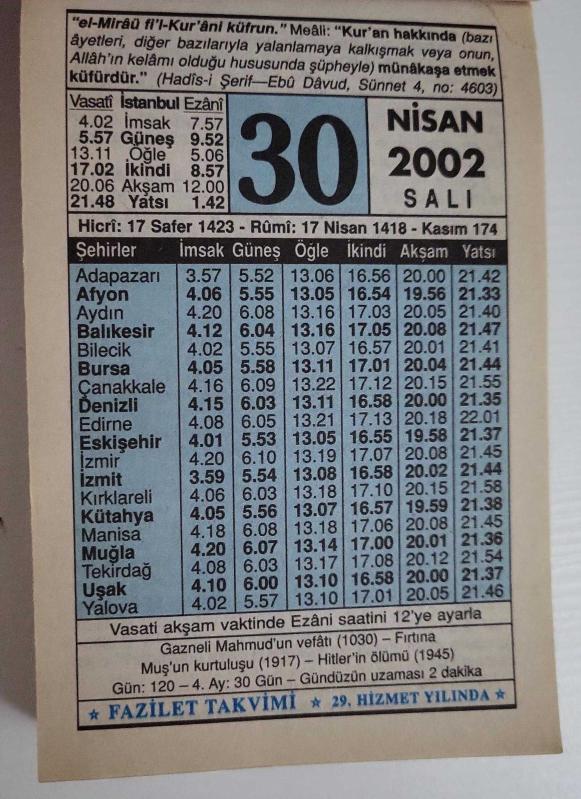 "el-Mirâü fi'l-Kur'âni küfrun." Meâli: "Kur'an hakkında (bazı
âyetleri, diğer bazılarıyla yalanlamaya kalkışmak veya onun,
Allâh'ın kelâmı olduğu hususunda şüpheyle) münâkaşa etmek
küfürdür." (Hadîs-i Şerif—Ebû Dâvud, Sünnet 4, no: 4603)
Vasatî İstanbul Ezânî
4.02 İmsak 7.57
5.57 Güneş 9.52
13.11 Öğle 5.06
17.02 İkindi 8.57
20.06 Akşam 12.00
21.48 Yatsı 1.42
30
NİSAN
2002
SALI
Hicrî: 17 Safer 1423 - Rûmî: 17 Nisan 1418 - Kasım 174
Şehirler İmsak Güneş Öğle İkindi Akşam Yatsı
Adapazarı 3.57 5.52 13.06 16.56 20.00 21.42
Afyon 4.06 5.55 13.05 16.54 19.56 21.33
Aydın 4.20 6.08 13.16 17.03 20.05 21.40
Balıkesir 4.12 6.04 13.16 17.05 20.08 21.47
Bilecik 4.02 5.55 13.07 16.57 20.01 21.41
Bursa 4.05 5.58 13.11 17.01 20.04 21.44
Çanakkale 4.16 6.09 13.22 17.12 20.15 21.55
Denizli 4.15 6.03 13.11 16.58 20.00 21.35
Edirne 4.08 6.05 13.21 17.13 20.18 22.01
Eskişehir 4.01 5.53 13.05 16.55 19.58 21.37
İzmir 4.20 6.10 13.19 17.07 20.08 21.45
İzmit 3.59 5.54 13.08 16.58 20.02 21.44
Kırklareli 4.06 6.03 13.18 17.10 20.15 21.58
Kütahya 4.05 5.56 13.07 16.57 19.59 21.38
Manisa 4.18 6.08 13.18 17.06 20.08 21.45
Muğla 4.20 6.07 13.14 17.00 20.01 21.36
Tekirdağ 4.08 6.03 13.17 17.08 20.12 21.54
Uşak 4.10 6.00 13.10 16.58 20.00 21.37
Yalova 4.02 5.57 13.10 17.01 20.05 21.46
Vasati akşam vaktinde Ezâni saatini 12'ye ayarla
Gazneli Mahmud'un vefâtı (1030) – Fırtına
Muş'un kurtuluşu (1917) – Hitler'in ölümü (1945)
Gün: 120 – 4. Ay: 30 Gün – Gündüzün uzaması 2 dakika
★ FAZİLET TAKVİMİ ★ 29. HİZMET YILINDA ★